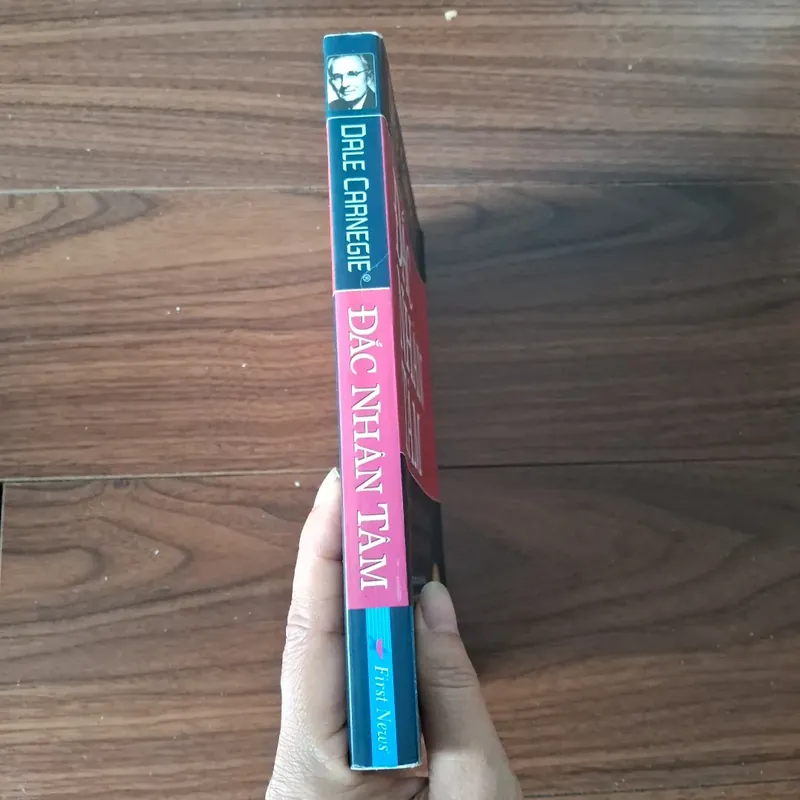 DALE CARNEGIE®
ĐẮC NHÂN TÂM
First News